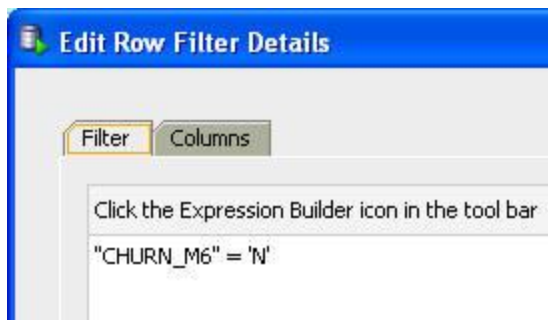 Edit Row Filter Details
Filter Columns
Click the Expression Builder icon in the tool bar
"CHURN_M6" = 'N'